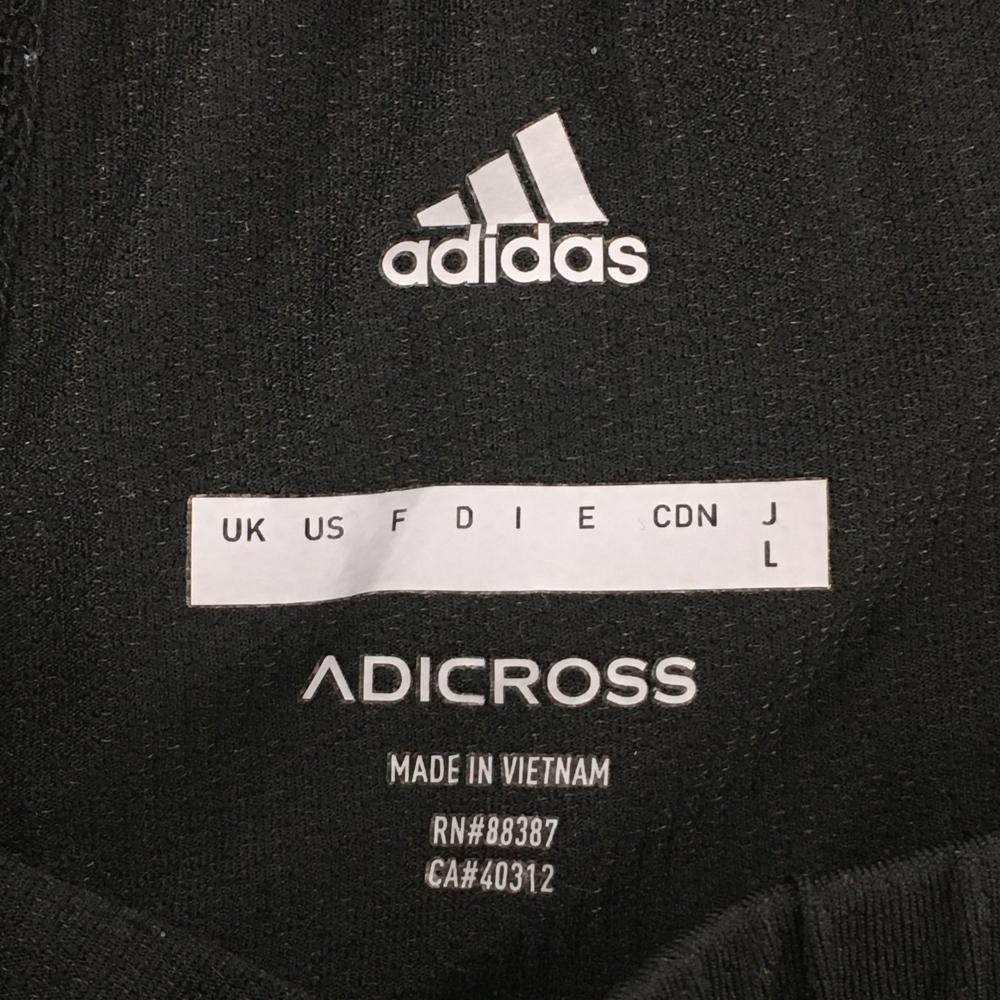 adidas
UK US F D I E CDN J
L
ADICROSS
MADE IN VIETNAM
RN#88387
CA#40312